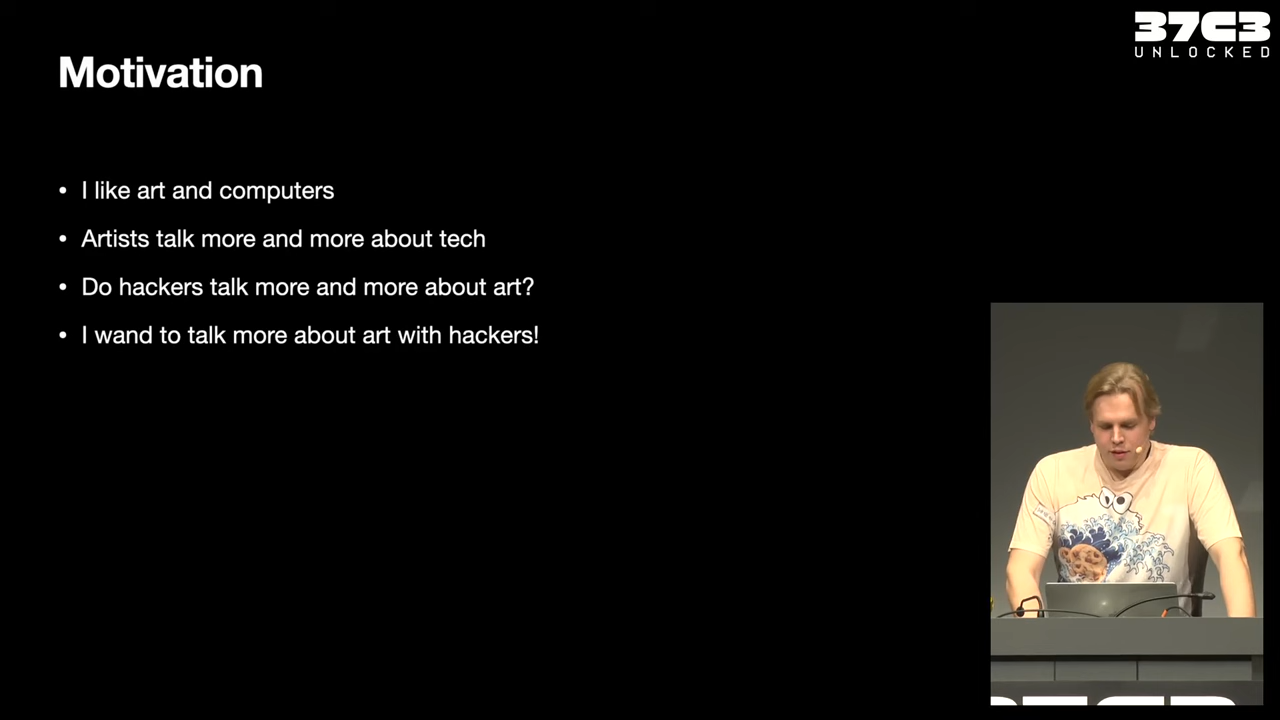 37C3
UNLOCKED
Motivation
• I like art and computers
• Artists talk more and more about tech
• Do hackers talk more and more about art?
• I wand to talk more about art with hackers!